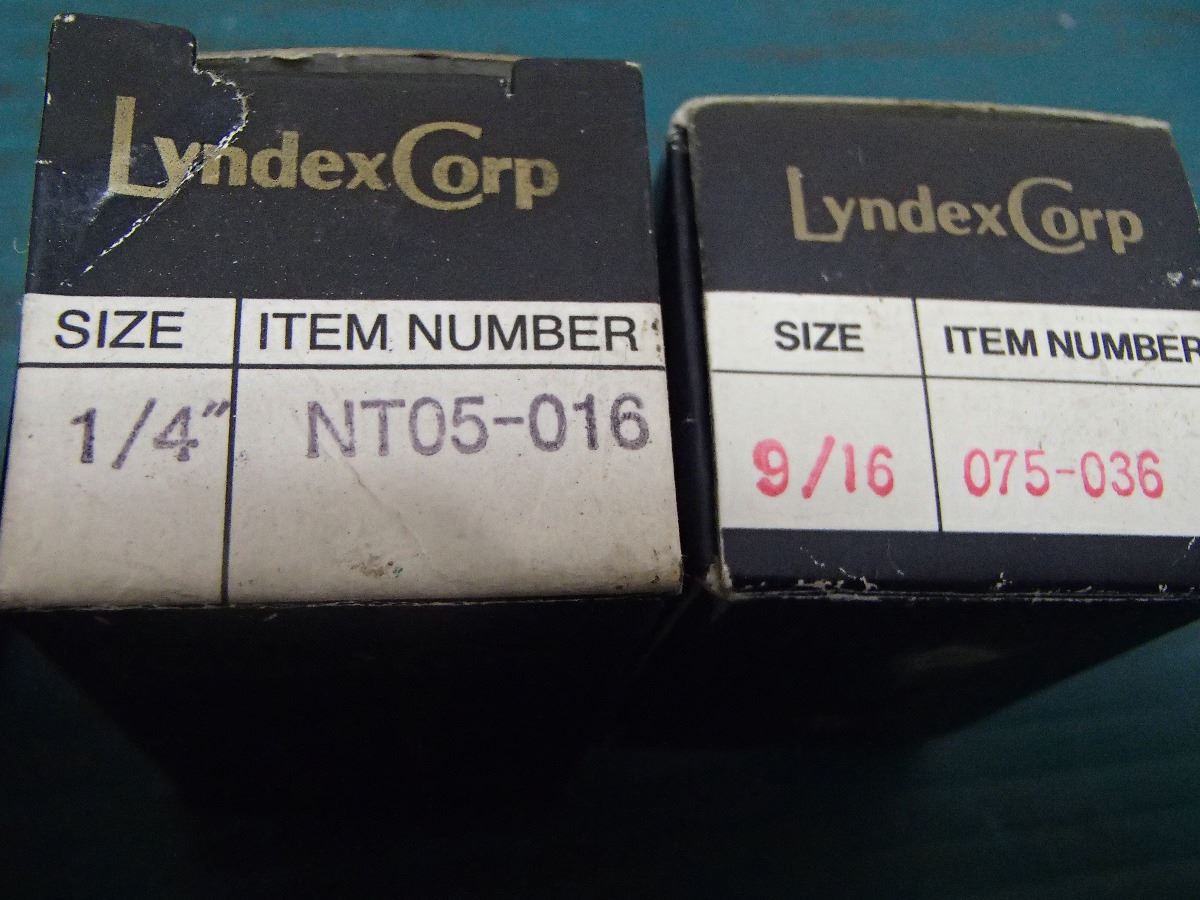 LyndexCorp
SIZE ITEM NUMBER
1/4" NT05-016
LyndexCorp
SIZE ITEM NUMBER
9/16 075-036